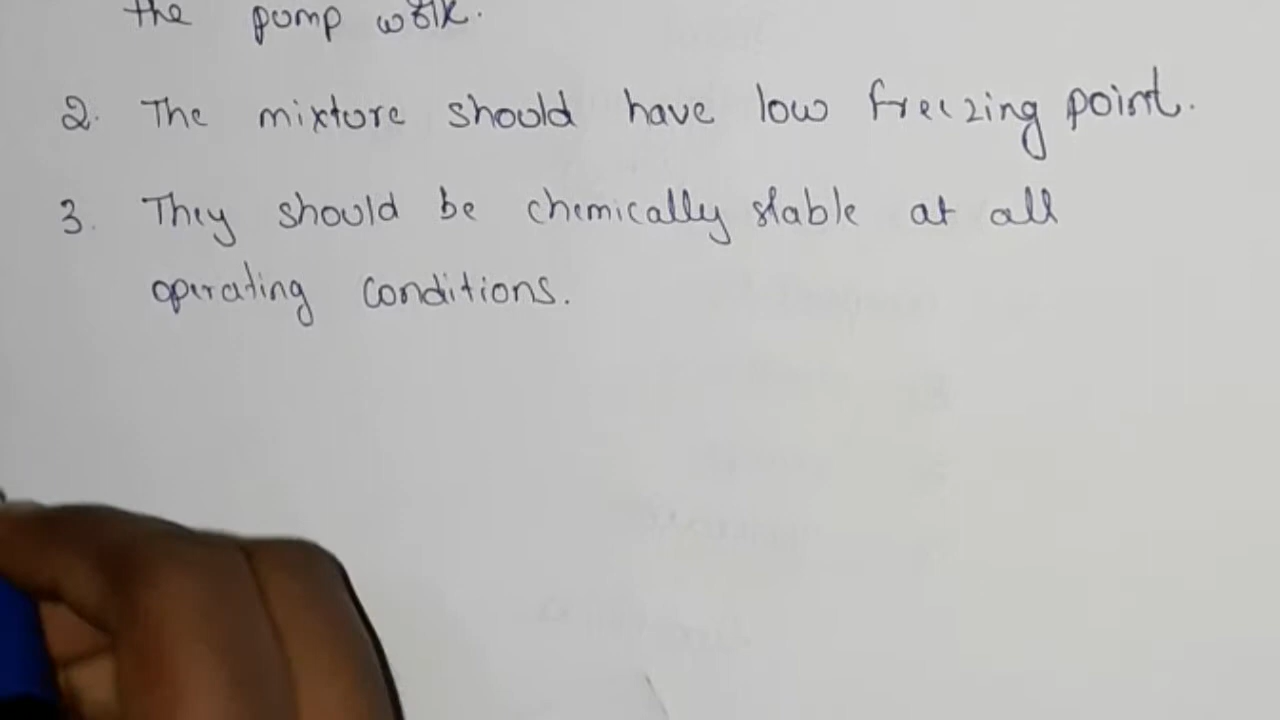 the pump work.
2. The mixture should have low freezing point.
3. They should be chemically stable at all
operating conditions.